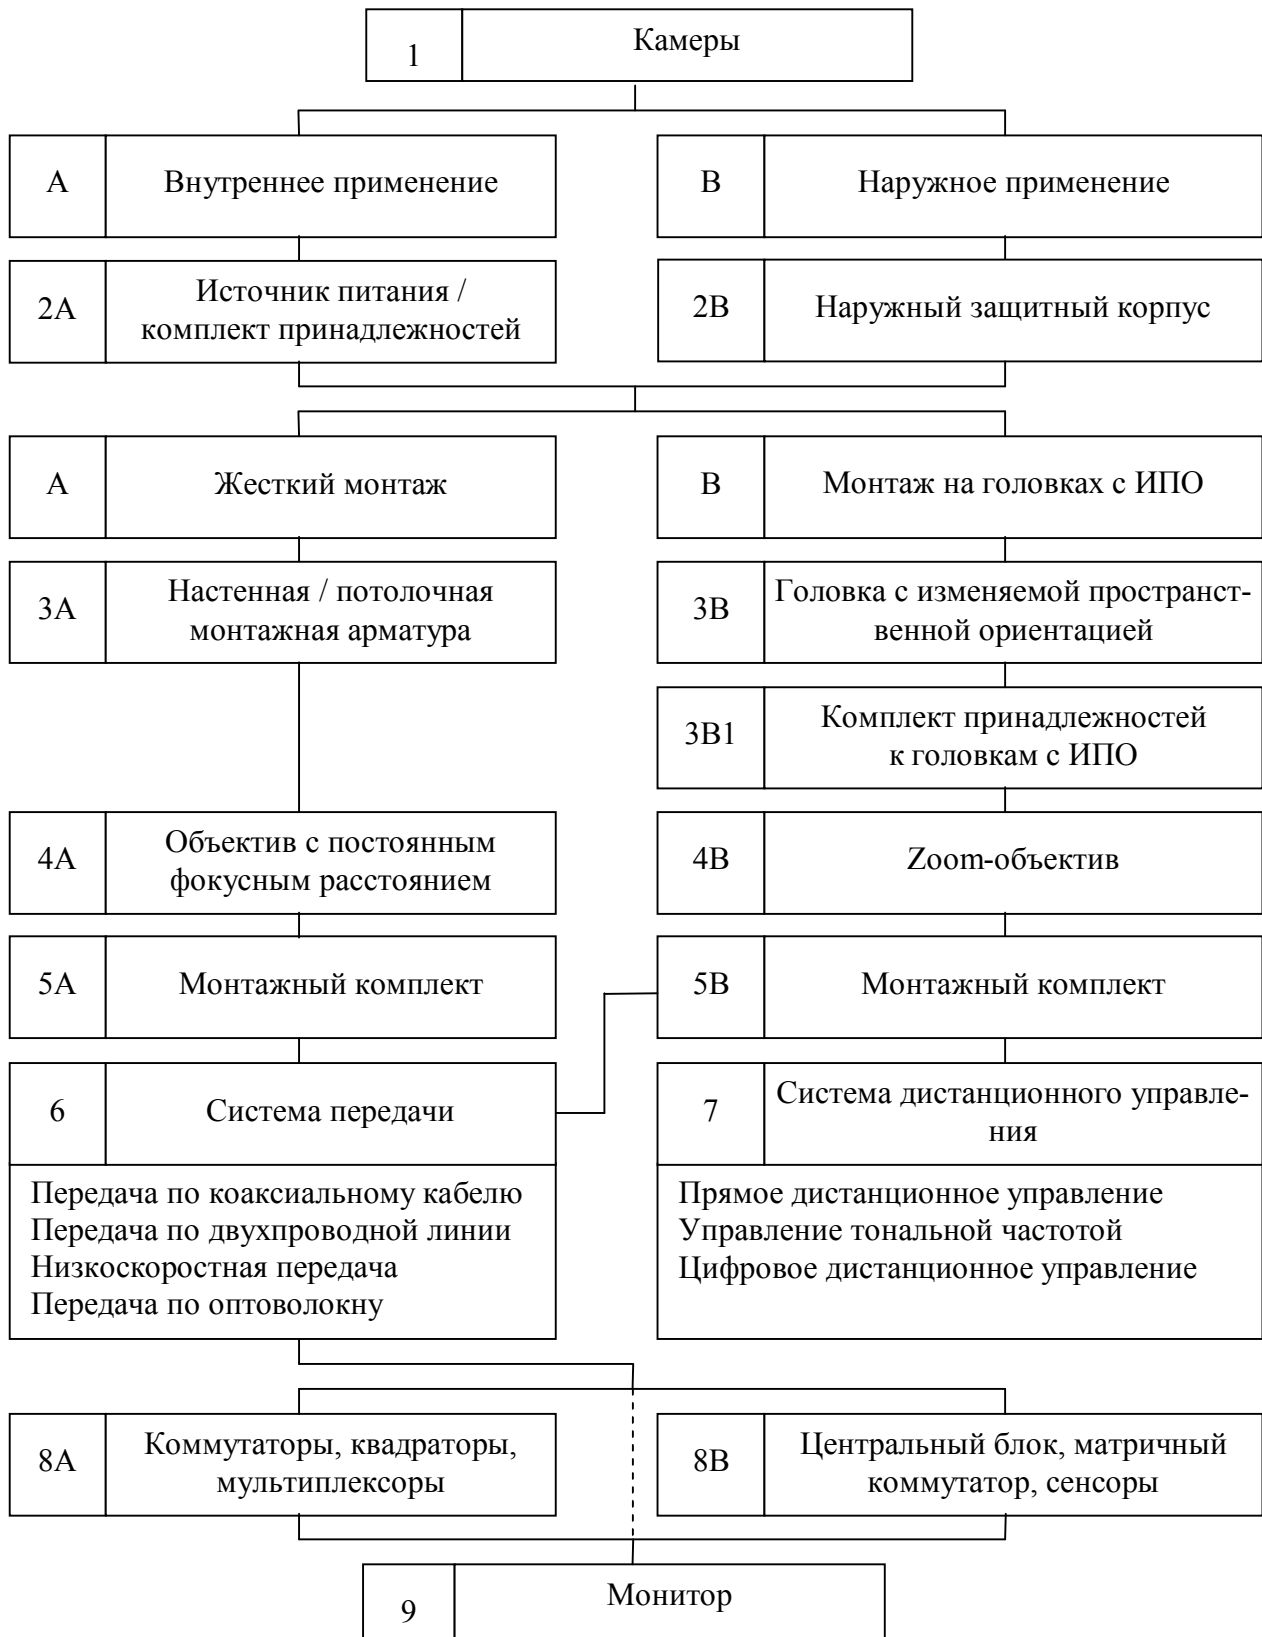 1 Камеры
A Внутреннее применение
B Наружное применение
2A Источник питания /
комплект принадлежностей
2B Наружный защитный корпус
A Жесткий монтаж
B Монтаж на головках с ИПО
3A Настенная / потолочная
монтажная арматура
3B Головка с изменяемой пространст-
венной ориентацией
3B1 Комплект принадлежностей
к головкам с ИПО
4A Объектив с постоянным
фокусным расстоянием
4B Zoom-объектив
5A Монтажный комплект
5B Монтажный комплект
6 Система передачи
Передача по коаксиальному кабелю
Передача по двухпроводной линии
Низкоскоростная передача
Передача по оптоволокну
7 Система дистанционного управле-
ния
Прямое дистанционное управление
Управление тональной частотой
Цифровое дистанционное управление
8A Коммутаторы, квадраторы,
мультиплексоры
8B Центральный блок, матричный
коммутатор, сенсоры
9 Монитор